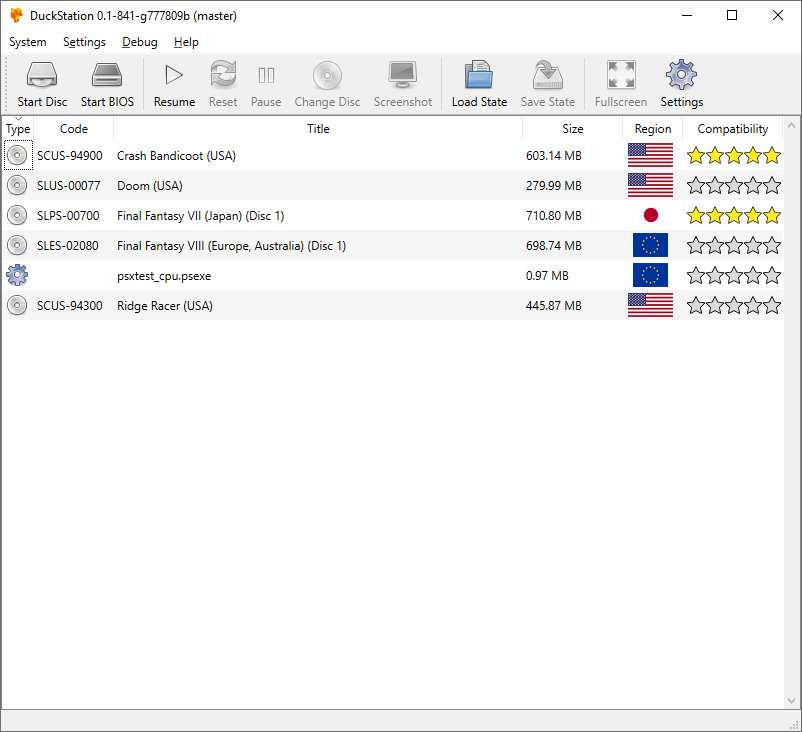 DuckStation 0.1-841-g777809b (master)
System Settings Debug Help
Start Disc Start BIOS Resume Reset Pause Change Disc Screenshot Load State Save State Fullscreen Settings
Type Code Title Size Region Compatibility
SCUS-94900 Crash Bandicoot (USA) 603.14 MB
SLUS-00077 Doom (USA) 279.99 MB
SLPS-00700 Final Fantasy VII (Japan) (Disc 1) 710.80 MB
SLES-02080 Final Fantasy VIII (Europe, Australia) (Disc 1) 698.74 MB
psxtest_cpu.psexe 0.97 MB
SCUS-94300 Ridge Racer (USA) 445.87 MB